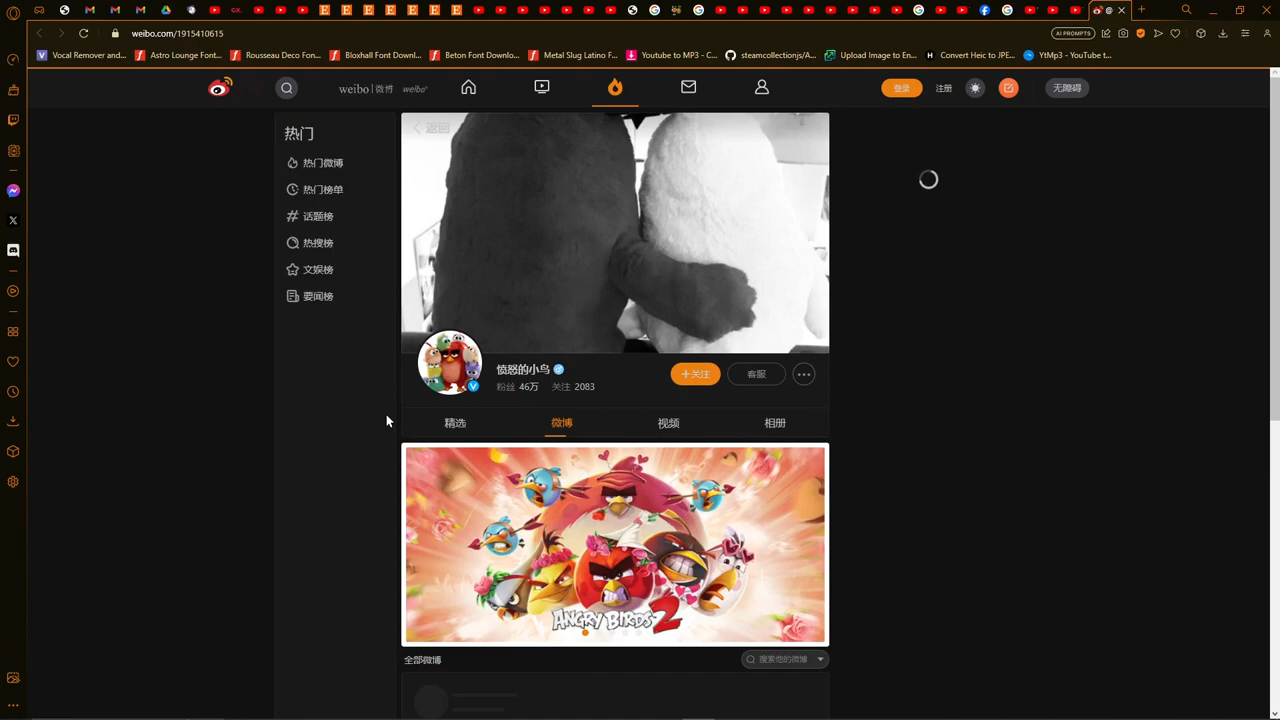 GX.
weibo.com/1915410615
AI PROMPTS
Vocal Remover and...
Astro Lounge Font...
Rousseau Deco Fon...
Bloxhall Font Downl...
Beton Font Downlo...
Metal Slug Latino F...
Youtube to MP3 - C...
steamcollectionjs/A...
Upload Image to En...
Convert Heic to JPE...
YtMp3 - YouTube t...
weibo | 微博
weibo+
登录
注册
无障碍
热门
返回
热门微博
热门榜单
话题榜
热搜榜
文娱榜
要闻榜
愤怒的小鸟
粉丝 46万 关注 2083
+关注
客服
精选
微博
视频
相册
ANGRY BIRDS 2
全部微博
搜索他的微博